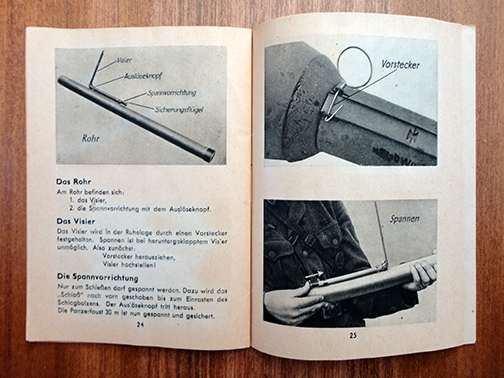 Visier
Auslöseknopf
Spannvorrichtung
Sicherungsflügel
Rohr
Das Rohr
Am Rohr befinden sich:
1. das Visier,
2. die Spannvorrichtung mit dem Auslöseknopf.
Das Visier
Das Visier wird in der Ruhelage durch einen Vorstecker
festgehalten. Spannen ist bei heruntergeklapptem Visier
unmöglich. Also zunächst:
Vorstecker herausziehen,
Visier hochstellen!
Die Spannvorrichtung
Nur zum Schießen darf gespannt werden. Dazu wird das
„Schloß" nach vorn geschoben bis zum Einrasten des
Schlagbolzens. Der Auslöseknopf tritt heraus.
Die Panzerfaust 30 m ist nun gespannt und gesichert.
24
Vorstecker
Spannen
25